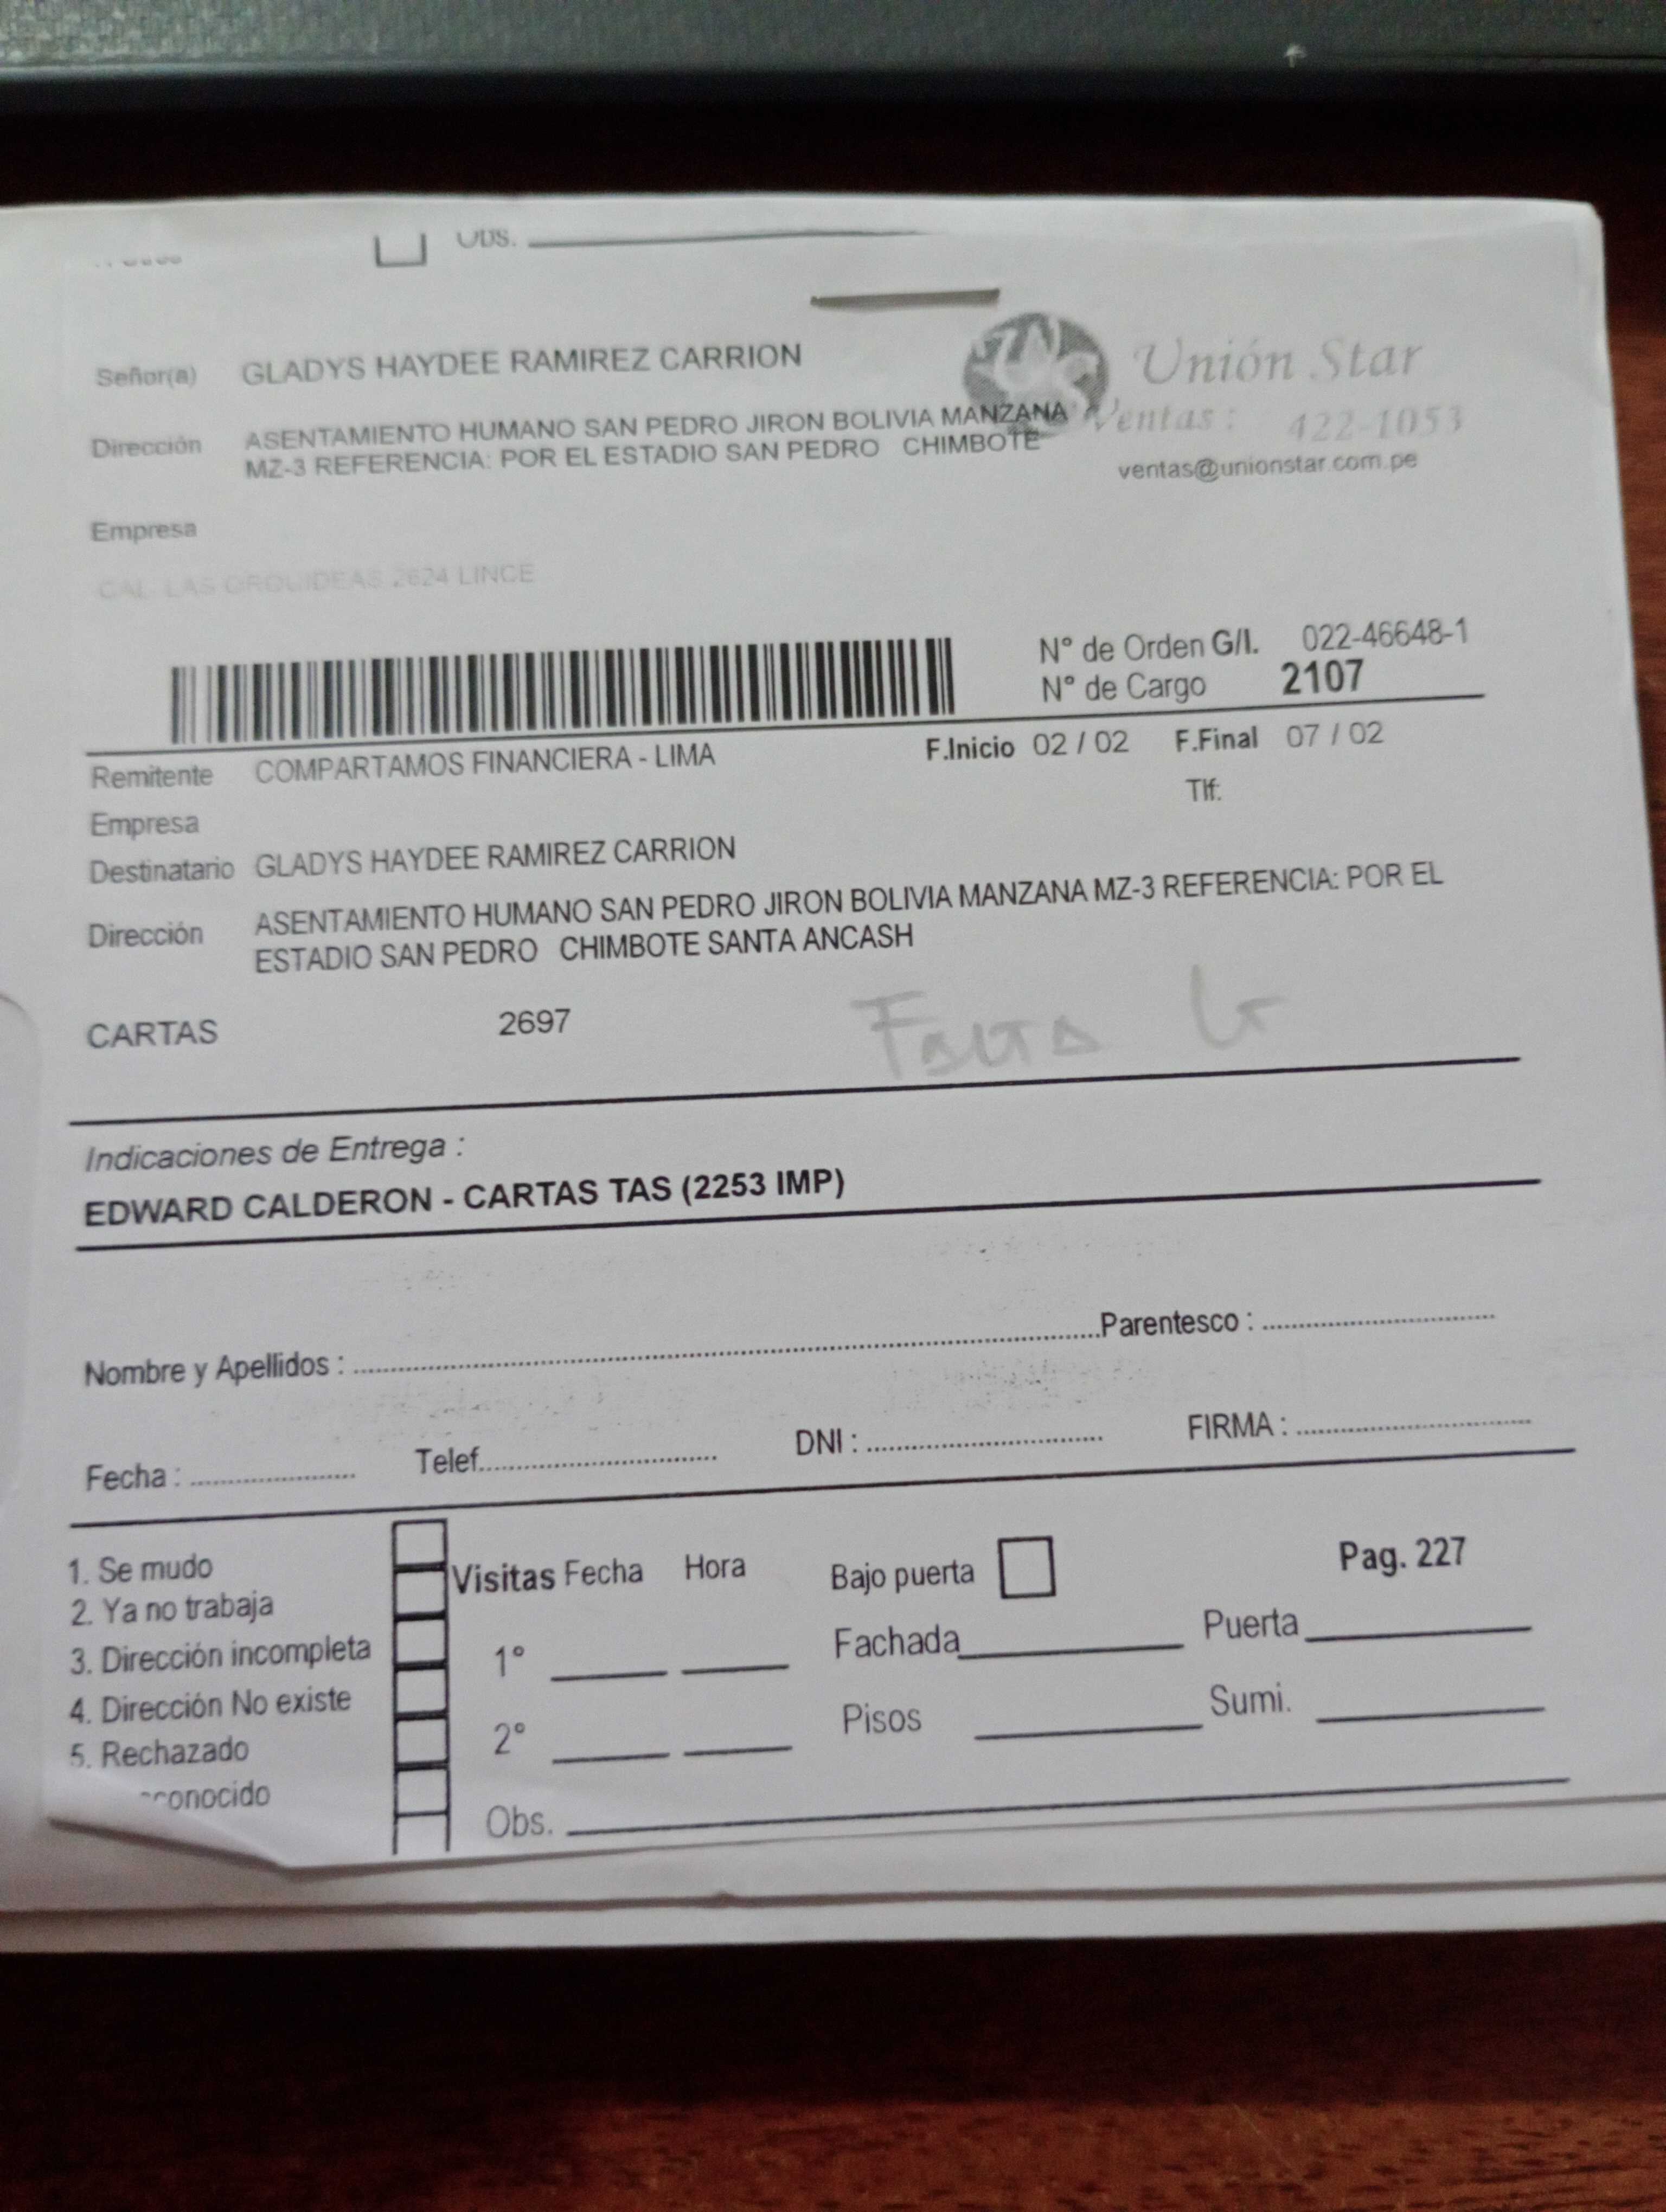 Obs.
Señor(a) GLADYS HAYDEE RAMIREZ CARRION
Unión Star
Dirección ASENTAMIENTO HUMANO SAN PEDRO JIRON BOLIVIA MANZANA
Ventas : 422-1053
MZ-3 REFERENCIA: POR EL ESTADIO SAN PEDRO CHIMBOTE
ventas@unionstar.com.pe
Empresa
CAL. LAS ORQUIDEAS 2624 LINCE
N° de Orden G/I. 022-46648-1
N° de Cargo 2107
Remitente COMPARTAMOS FINANCIERA - LIMA F.Inicio 02 / 02 F.Final 07 / 02
Tlf:
Empresa
Destinatario GLADYS HAYDEE RAMIREZ CARRION
Dirección ASENTAMIENTO HUMANO SAN PEDRO JIRON BOLIVIA MANZANA MZ-3 REFERENCIA: POR EL
ESTADIO SAN PEDRO CHIMBOTE SANTA ANCASH
CARTAS 2697 Falta
Indicaciones de Entrega :
EDWARD CALDERON - CARTAS TAS (2253 IMP)
Nombre y Apellidos : Parentesco :
Fecha : Telef. DNI : FIRMA :
1. Se mudo
2. Ya no trabaja
3. Dirección incompleta
4. Dirección No existe
5. Rechazado
conocido
Visitas Fecha Hora
1°
2°
Bajo puerta
Pag. 227
Fachada Puerta
Pisos Sumi.
Obs.